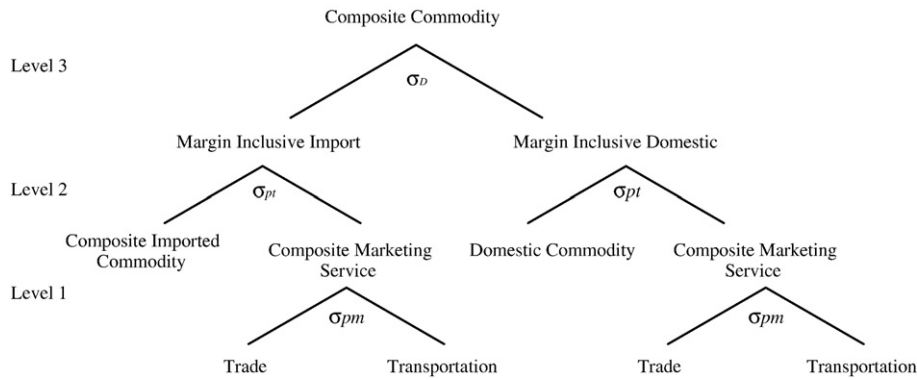 Composite Commodity
Level 3
σD
Margin Inclusive Import
Margin Inclusive Domestic
Level 2
σpt
σpt
Composite Imported
Commodity
Composite Marketing
Service
Domestic Commodity
Composite Marketing
Service
Level 1
σpm
σpm
Trade
Transportation
Trade
Transportation